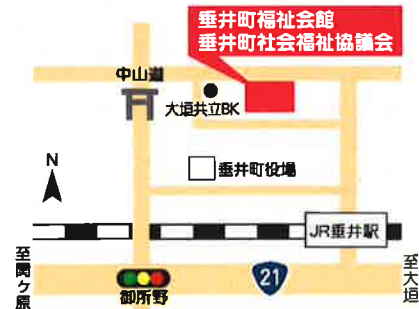 垂井町福祉会館
垂井町社会福祉協議会
中山道
大垣共立BK
N
垂井町役場
JR垂井駅
至関ヶ原
至大垣
21
御所野